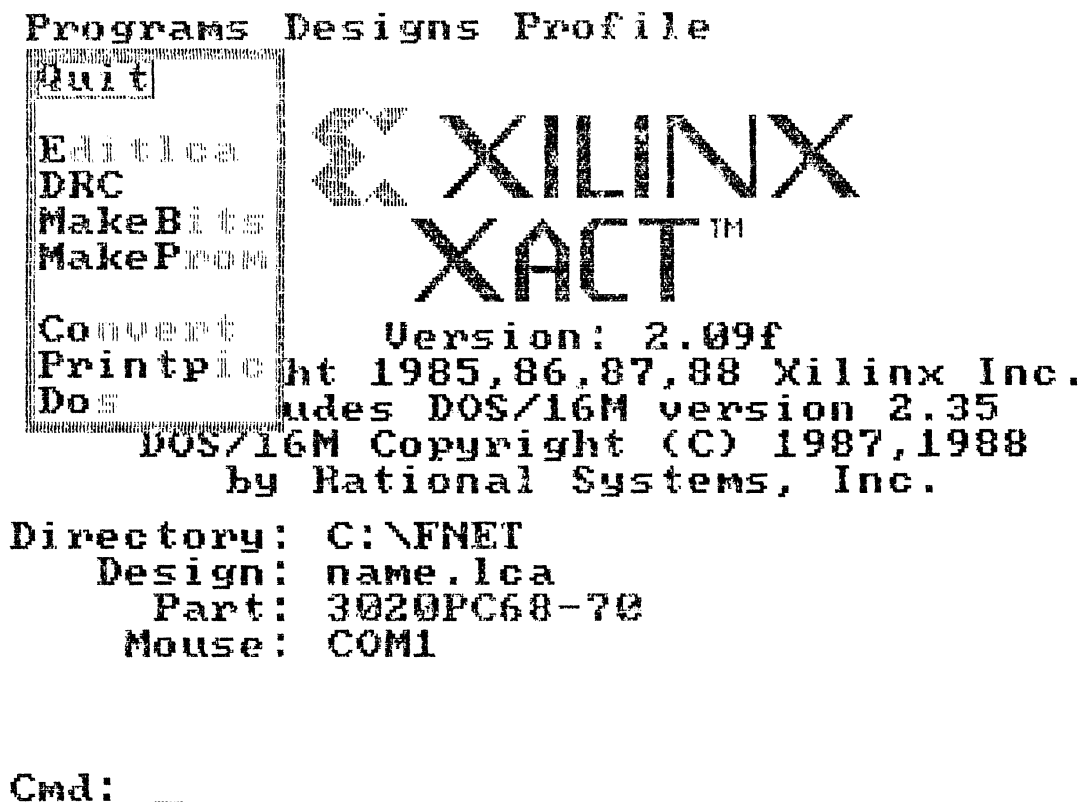 Programs Designs Profile
Quit
Editlca
DRC
MakeBits
MakeProm
Convert
Printpic
Dos
XILINX
XACT™
Version: 2.09f
ht 1985,86,87,88 Xilinx Inc.
udes DOS/16M version 2.35
DOS/16M Copyright (C) 1987,1988
by Rational Systems, Inc.
Directory: C:\FNET
Design: name.lca
Part: 3020PC68-70
Mouse: COM1
Cmd: _